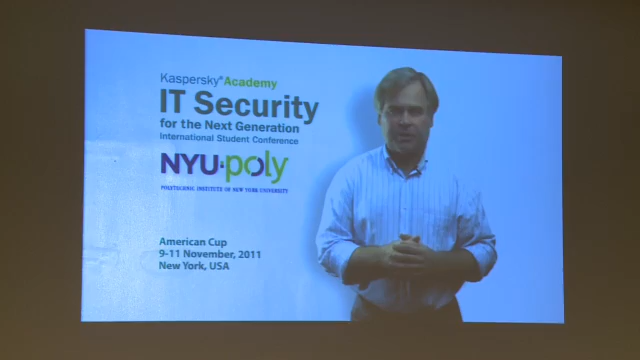 Kaspersky® Academy
IT Security
for the Next Generation
International Student Conference
NYU·poly
POLYTECHNIC INSTITUTE OF NEW YORK UNIVERSITY
American Cup
9-11 November, 2011
New York, USA